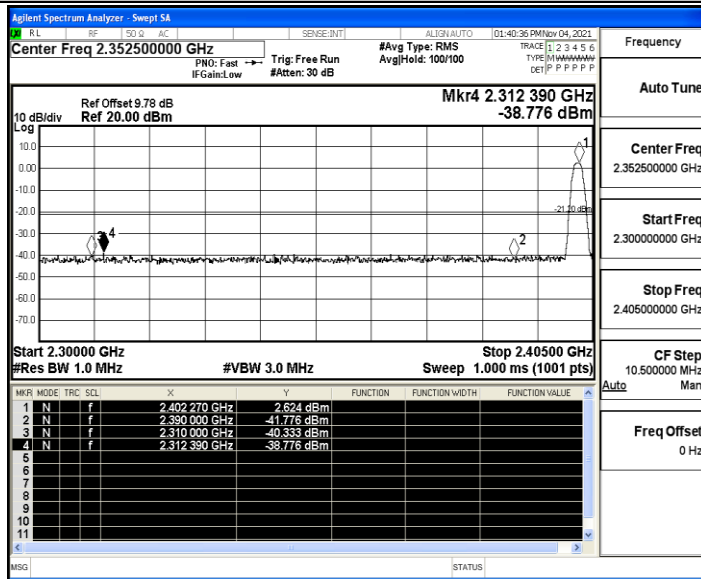 Agilent Spectrum Analyzer - Swept SA
RL RF 50 Ω AC SENSE:INT ALIGN AUTO 01:40:36 PM Nov 04, 2021
Center Freq 2.352500000 GHz
PNO: Fast
IFGain:Low
Trig: Free Run
#Atten: 30 dB
#Avg Type: RMS
Avg|Hold: 100/100
TRACE 1 2 3 4 5 6
TYPE M
DET P P P P P P
Ref Offset 9.78 dB
10 dB/div Ref 20.00 dBm
Log
Mkr4 2.312 390 GHz
-38.776 dBm
10.0
0.00
-10.0
-20.0
-30.0
-40.0
-50.0
-60.0
-70.0
1
-21.20 dBm
2
4
Start 2.30000 GHz Stop 2.40500 GHz
#Res BW 1.0 MHz #VBW 3.0 MHz Sweep 1.000 ms (1001 pts)
MKR MODE TRC SCL X Y FUNCTION FUNCTION WIDTH FUNCTION VALUE
1 N f 2.402 270 GHz 2.624 dBm
2 N f 2.390 000 GHz -41.776 dBm
3 N f 2.310 000 GHz -40.333 dBm
4 N f 2.312 390 GHz -38.776 dBm
5
6
7
8
9
10
11
MSG STATUS
Frequency
Auto Tune
Center Freq
2.352500000 GHz
Start Freq
2.300000000 GHz
Stop Freq
2.405000000 GHz
CF Step
10.500000 MHz
Auto Man
Freq Offset
0 Hz